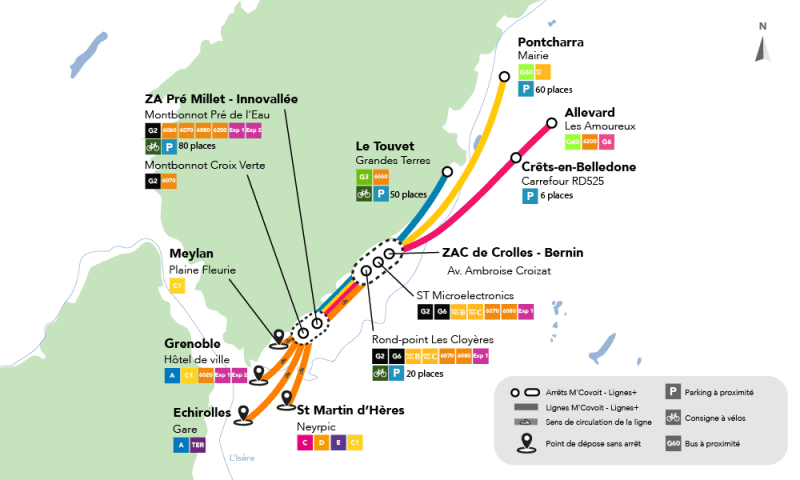 N
Pontcharra
Mairie
G60
P 60 places
Allevard
Les Amoureux
G60 6200 G6
Crêts-en-Belledone
Carrefour RD525
P 6 places
ZA Pré Millet - Innovallée
Montbonnot Pré de l'Eau
G2 6060 6070 6080 6200 Exp 1 Exp 2
P 80 places
Montbonnot Croix Verte
G2 6070
Le Touvet
Grandes Terres
G3 6060
P 50 places
ZAC de Crolles - Bernin
Av. Ambroise Croizat
ST Microelectronics
G2 G6 B C 6070 6080 Exp 1
Rond-point Les Cloyères
G2 G6 B C 6070 6080 Exp 1
P 20 places
Meylan
Plaine Fleurie
C1
Grenoble
Hôtel de ville
A C1 6020 Exp 1 Exp 2
Echirolles
Gare
A TER
St Martin d'Hères
Neyrpic
C D E C1
L'Isère
Arrêts M'Covoit - Lignes+
Lignes M'Covoit - Lignes+
Sens de circulation de la ligne
Point de dépose sans arrêt
P Parking à proximité
Consigne à vélos
G60 Bus à proximité